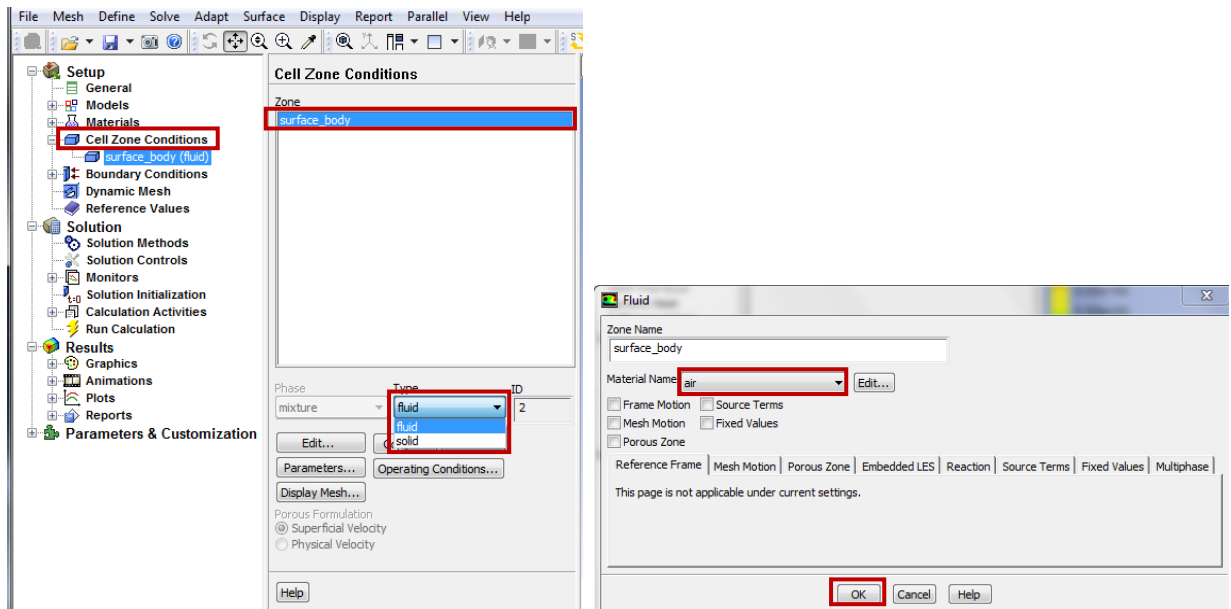 File Mesh Define Solve Adapt Surface Display Report Parallel View Help
Setup
General
Models
Materials
Cell Zone Conditions
surface_body (fluid)
Boundary Conditions
Dynamic Mesh
Reference Values
Solution
Solution Methods
Solution Controls
Monitors
Solution Initialization
Calculation Activities
Run Calculation
Results
Graphics
Animations
Plots
Reports
Parameters & Customization
Cell Zone Conditions
Zone
surface_body
Phase Type ID
mixture fluid 2
fluid
solid
Edit...
Parameters... Operating Conditions...
Display Mesh...
Porous Formulation
Superficial Velocity
Physical Velocity
Help
Fluid
Zone Name
surface_body
Material Name air Edit...
Frame Motion Source Terms
Mesh Motion Fixed Values
Porous Zone
Reference Frame Mesh Motion Porous Zone Embedded LES Reaction Source Terms Fixed Values Multiphase
This page is not applicable under current settings.
OK Cancel Help